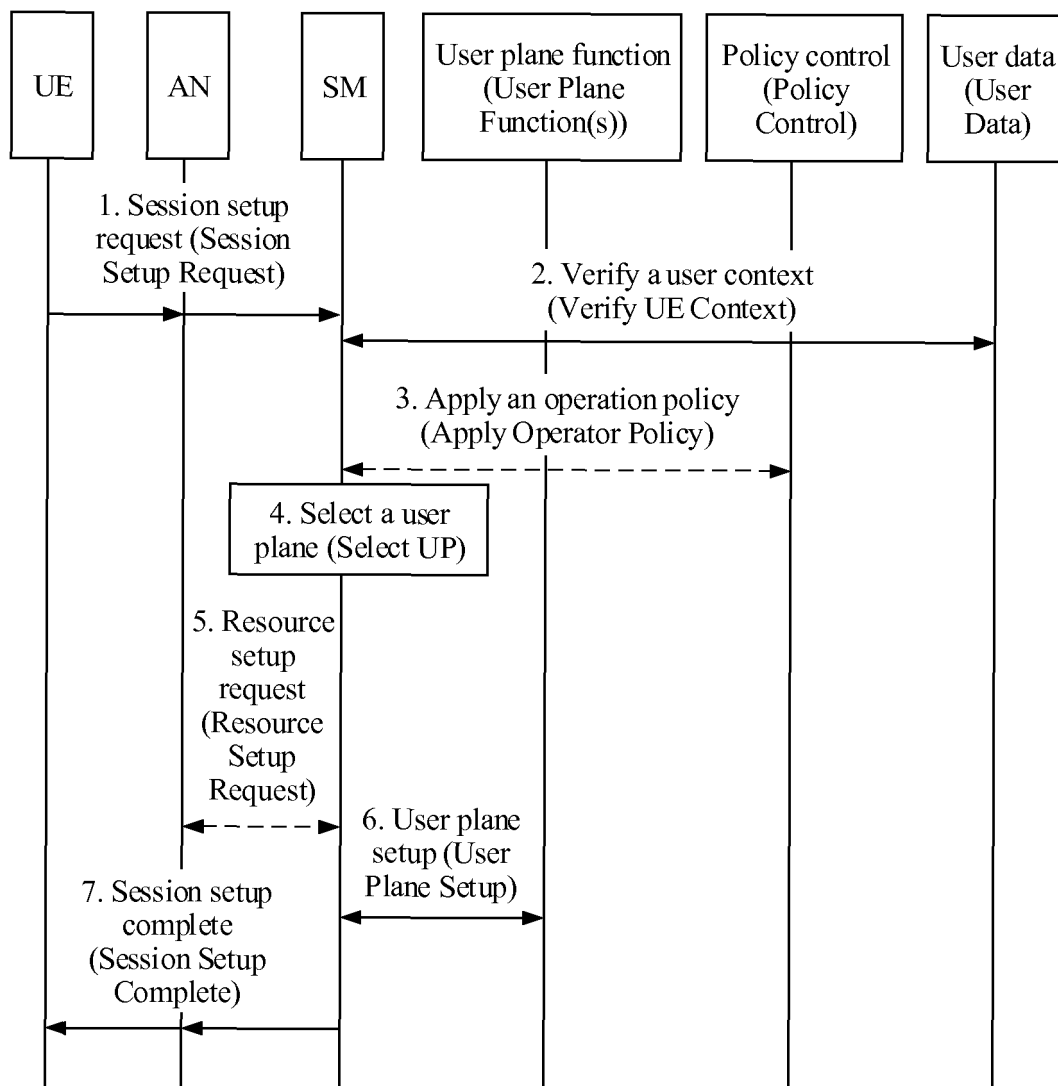 UE
AN
SM
User plane function
(User Plane
Function(s))
Policy control
(Policy
Control)
User data
(User
Data)
1. Session setup
request (Session
Setup Request)
2. Verify a user context
(Verify UE Context)
3. Apply an operation policy
(Apply Operator Policy)
4. Select a user
plane (Select UP)
5. Resource
setup
request
(Resource
Setup
Request)
6. User plane
setup (User
Plane Setup)
7. Session setup
complete
(Session Setup
Complete)